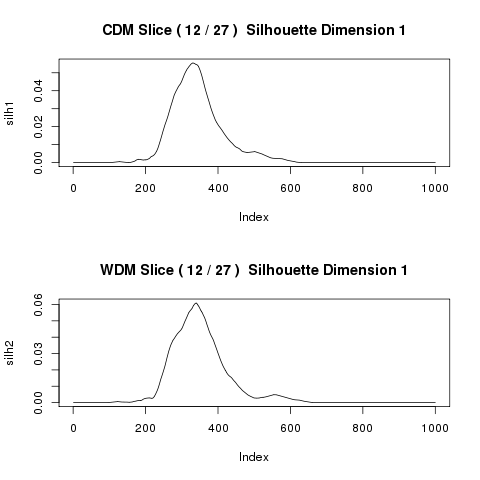 CDM Slice ( 12 / 27 )  Silhouette Dimension 1
silh1
0.04
0.02
0.00
0 200 400 600 800 1000
Index
WDM Slice ( 12 / 27 )  Silhouette Dimension 1
silh2
0.06
0.03
0.00
0 200 400 600 800 1000
Index